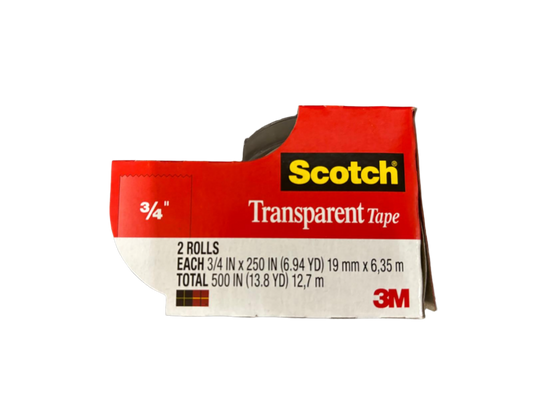 Scotch®
Transparent Tape
3/4"
2 ROLLS
EACH 3/4 IN x 250 IN (6.94 YD) 19 mm x 6,35 m
TOTAL 500 IN (13.8 YD) 12,7 m
3M